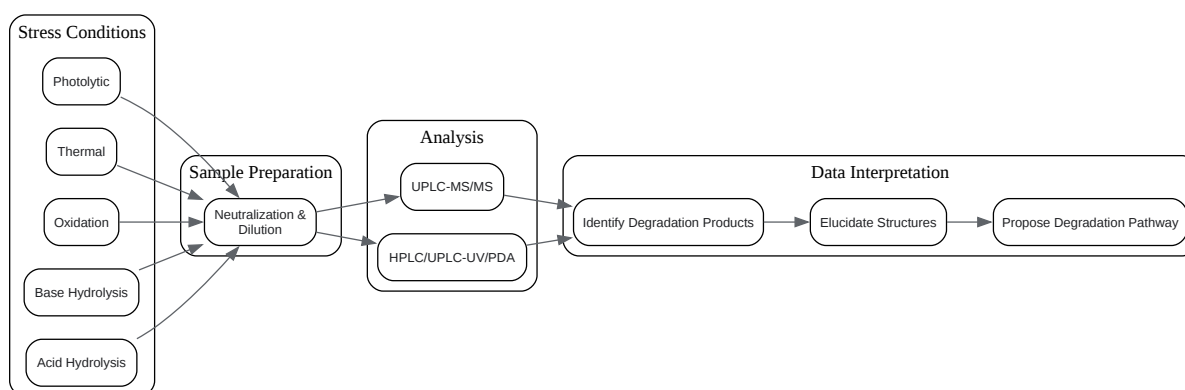 Stress Conditions
Photolytic
Thermal
Oxidation
Base Hydrolysis
Acid Hydrolysis
Sample Preparation
Neutralization &
Dilution
Analysis
UPLC-MS/MS
HPLC/UPLC-UV/PDA
Data Interpretation
Identify Degradation Products
Elucidate Structures
Propose Degradation Pathway